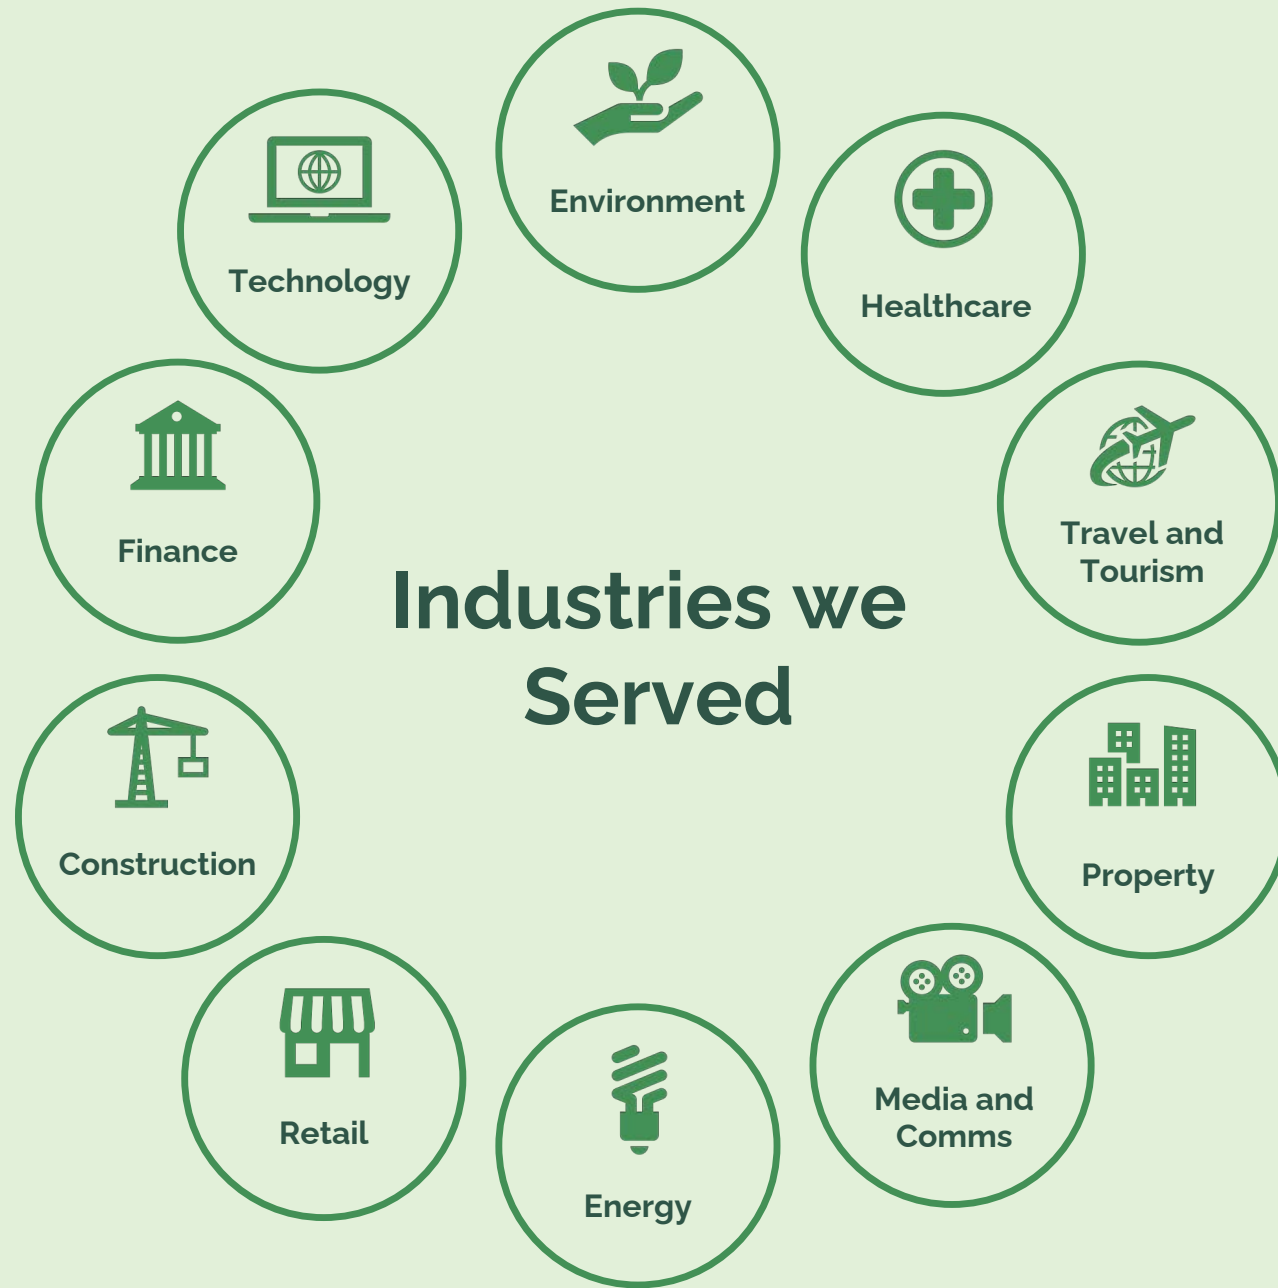 Environment
Technology
Healthcare
Finance
Travel and
Tourism
Industries we
Served
Construction
Property
Retail
Media and
Comms
Energy